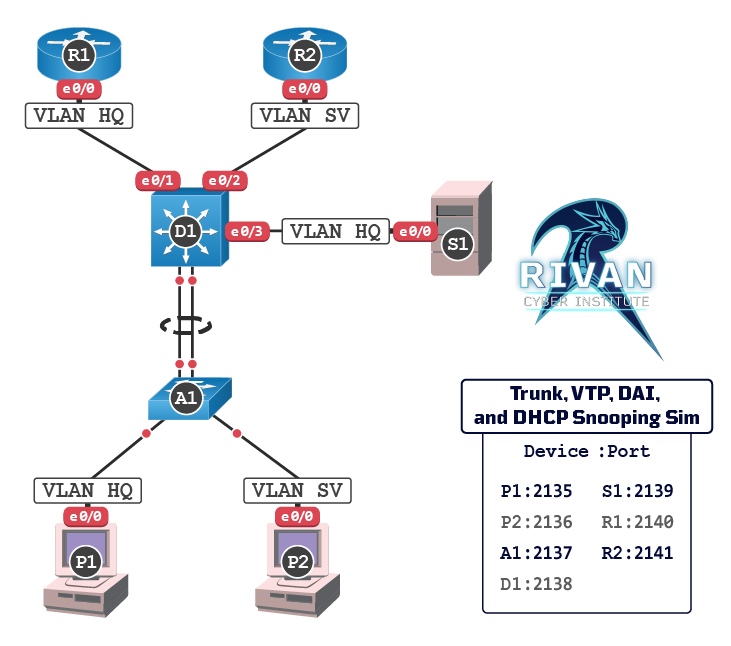 R1
R2
e0/0
e0/0
VLAN HQ
VLAN SV
e0/1
e0/2
D1
e0/3
VLAN HQ
e0/0
S1
RIVAN
CYBER INSTITUTE
A1
Trunk, VTP, DAI,
and DHCP Snooping Sim
Device :Port
P1:2135 S1:2139
P2:2136 R1:2140
A1:2137 R2:2141
D1:2138
VLAN HQ
VLAN SV
e0/0
e0/0
P1
P2